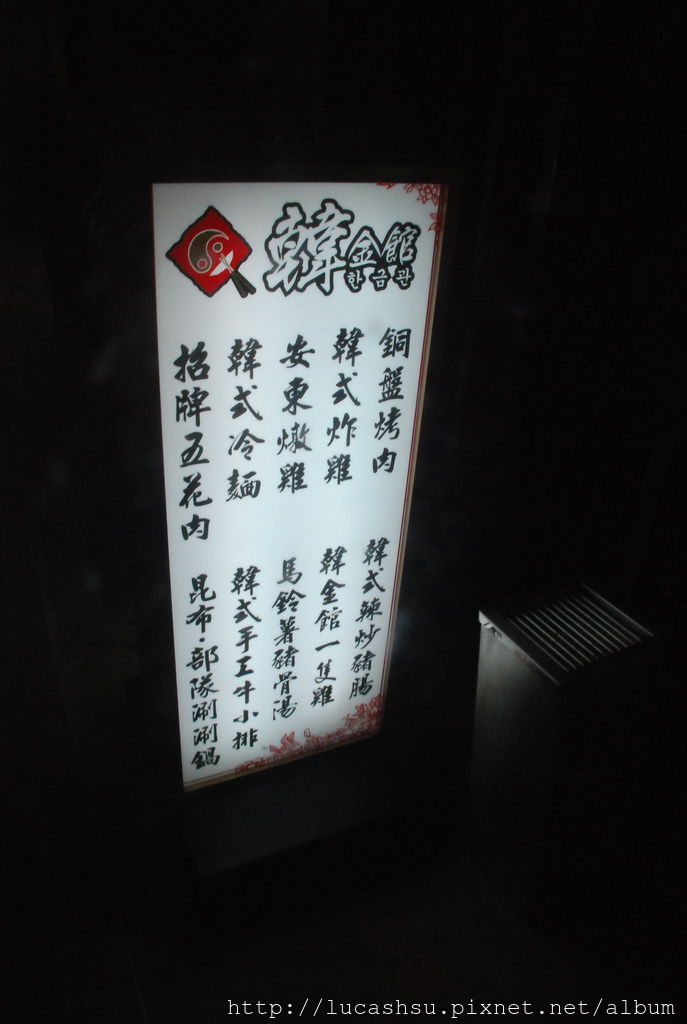 韓金館
한금관
銅盤烤肉
韓式辣炒豬腸
韓式炸雞
韓金館一隻雞
安東燉雞
馬鈴薯豬骨湯
韓式冷麵
韓式手工牛小排
招牌五花肉
昆布·部隊涮涮鍋
http://lucashsu.pixnet.net/album